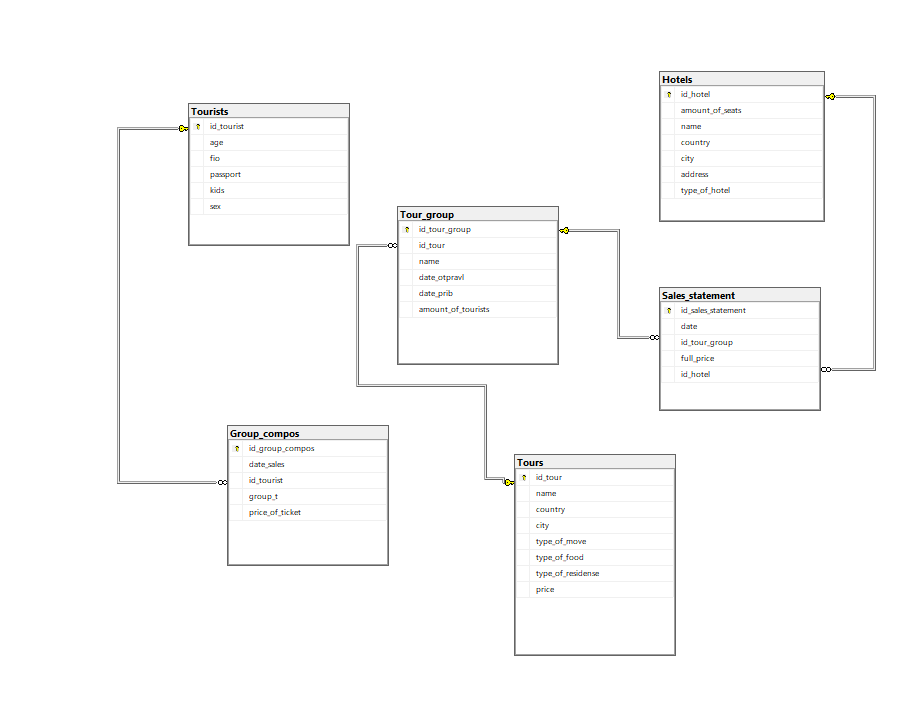 Hotels
id_hotel
amount_of_seats
name
country
city
address
type_of_hotel
Tourists
id_tourist
age
fio
passport
kids
sex
Tour_group
id_tour_group
id_tour
name
date_otpravl
date_prib
amount_of_tourists
Sales_statement
id_sales_statement
date
id_tour_group
full_price
id_hotel
Group_compos
id_group_compos
date_sales
id_tourist
group_t
price_of_ticket
Tours
id_tour
name
country
city
type_of_move
type_of_food
type_of_residense
price